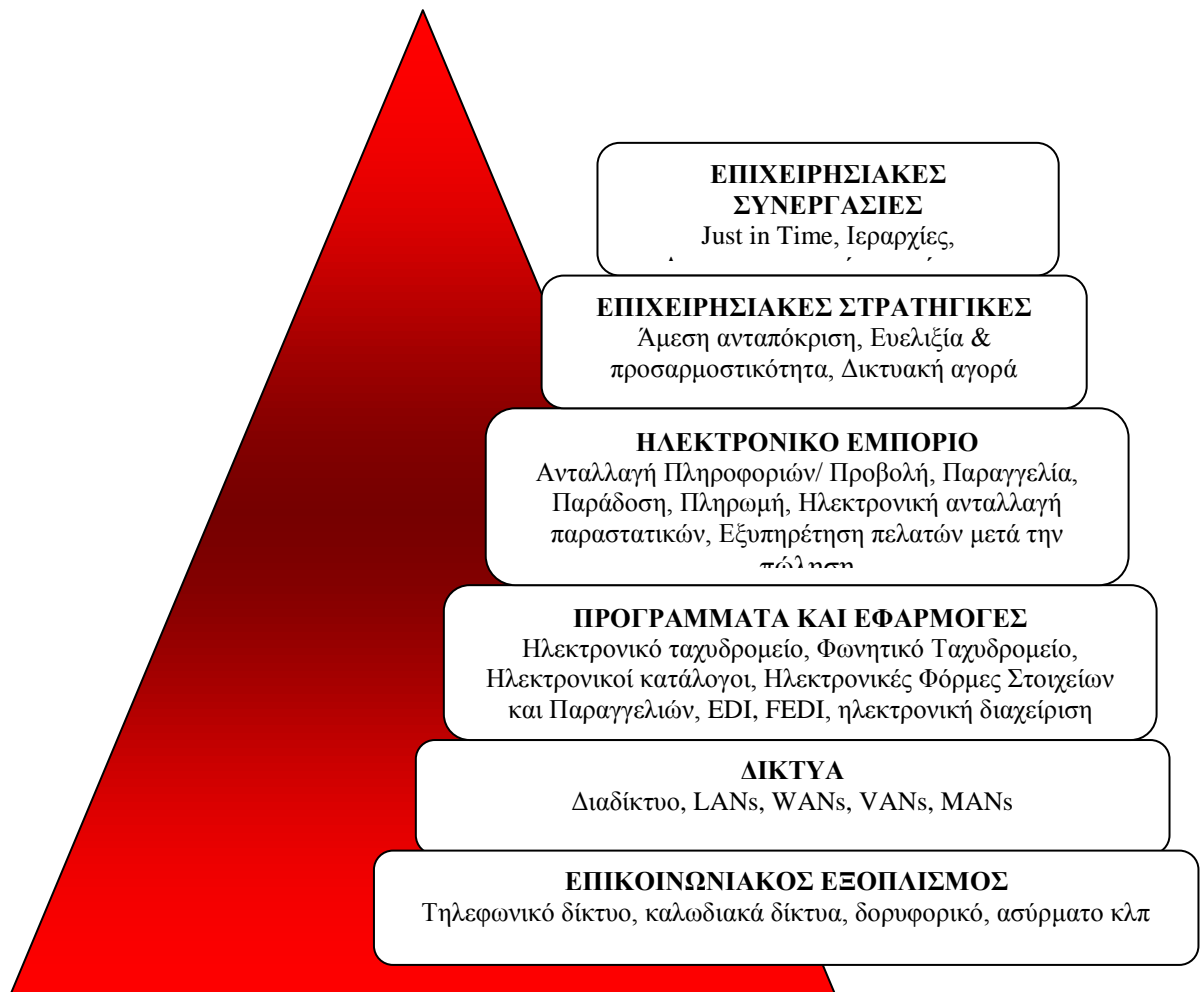 ΕΠΙΧΕΙΡΗΣΙΑΚΕΣ
ΣΥΝΕΡΓΑΣΙΕΣ
Just in Time, Ιεραρχίες,
ΕΠΙΧΕΙΡΗΣΙΑΚΕΣ ΣΤΡΑΤΗΓΙΚΕΣ
Άμεση ανταπόκριση, Ευελιξία &
προσαρμοστικότητα, Δικτυακή αγορά
ΗΛΕΚΤΡΟΝΙΚΟ ΕΜΠΟΡΙΟ
Ανταλλαγή Πληροφοριών/ Προβολή, Παραγγελία,
Παράδοση, Πληρωμή, Ηλεκτρονική ανταλλαγή
παραστατικών, Εξυπηρέτηση πελατών μετά την
πώληση
ΠΡΟΓΡΑΜΜΑΤΑ ΚΑΙ ΕΦΑΡΜΟΓΕΣ
Ηλεκτρονικό ταχυδρομείο, Φωνητικό Ταχυδρομείο,
Ηλεκτρονικοί κατάλογοι, Ηλεκτρονικές Φόρμες Στοιχείων
και Παραγγελιών, EDI, FEDI, ηλεκτρονική διαχείριση
ΔΙΚΤΥΑ
Διαδίκτυο, LANs, WANs, VANs, MANs
ΕΠΙΚΟΙΝΩΝΙΑΚΟΣ ΕΞΟΠΛΙΣΜΟΣ
Τηλεφωνικό δίκτυο, καλωδιακά δίκτυα, δορυφορικό, ασύρματο κλπ